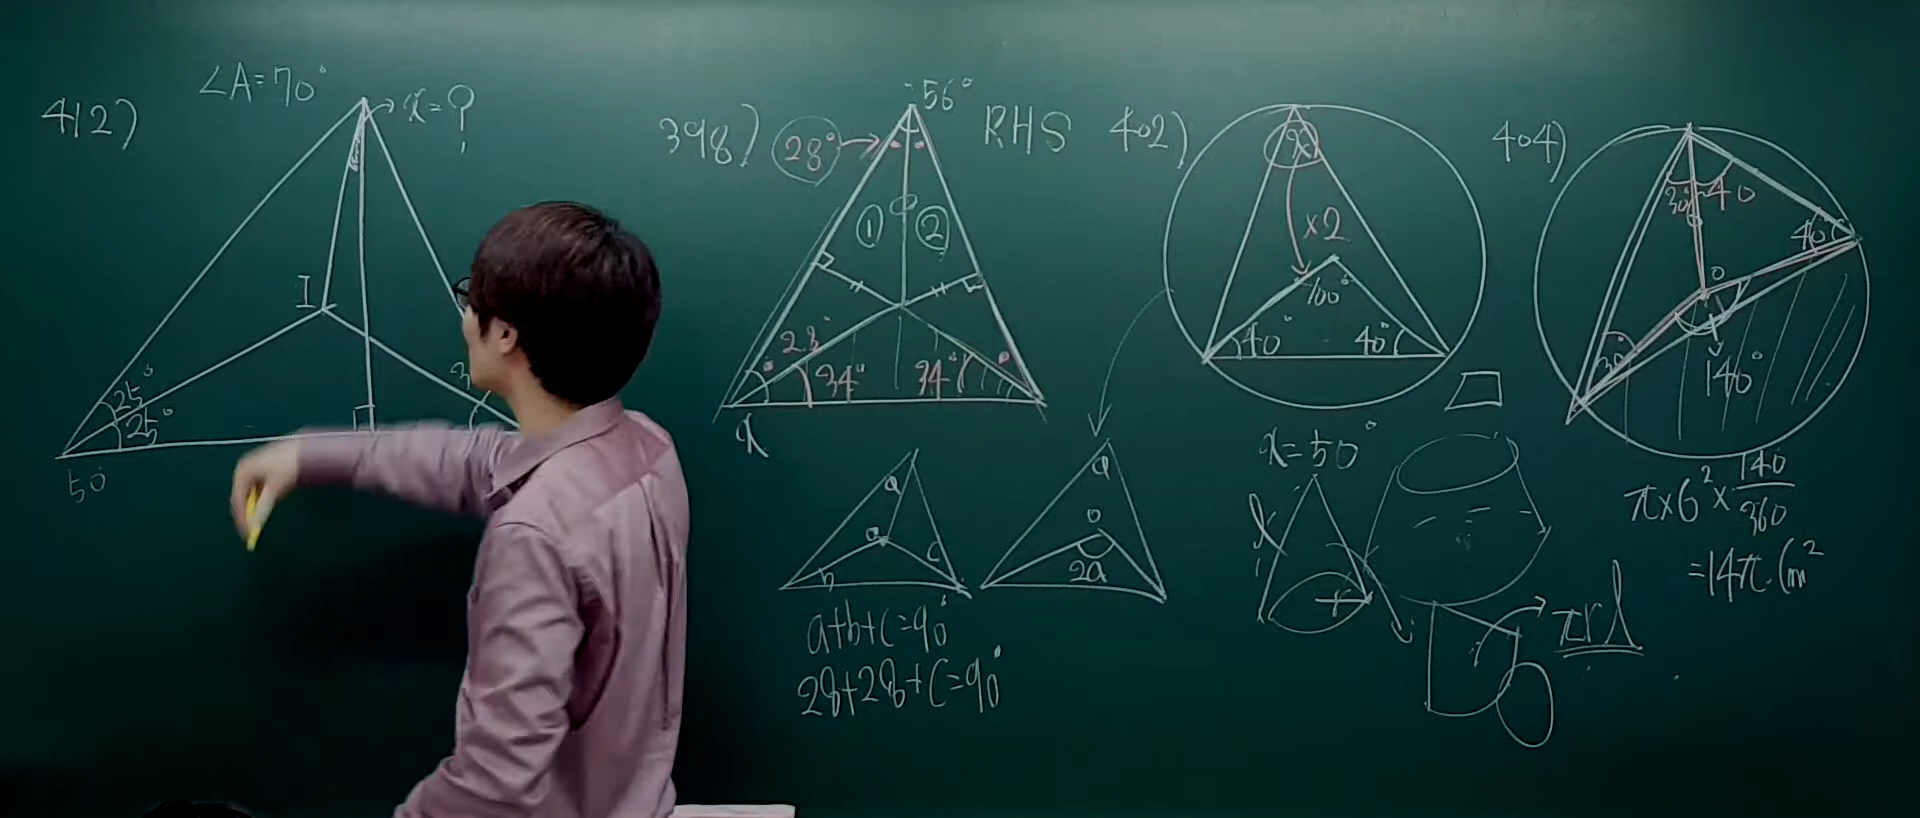 412)
∠A=70°
x=?
I
25°
25°
50°
398)
56°
28°
RHS
①
②
28°
34°
34°
x
a
b
c
a+b+c=90°
28+28+c=90°
o
2a
402)
x
×2
100°
40°
40°
x=50°
l
r
πrl
404)
30°
40
40°
o
30°
140°
π×6²×140/360
=14π cm²